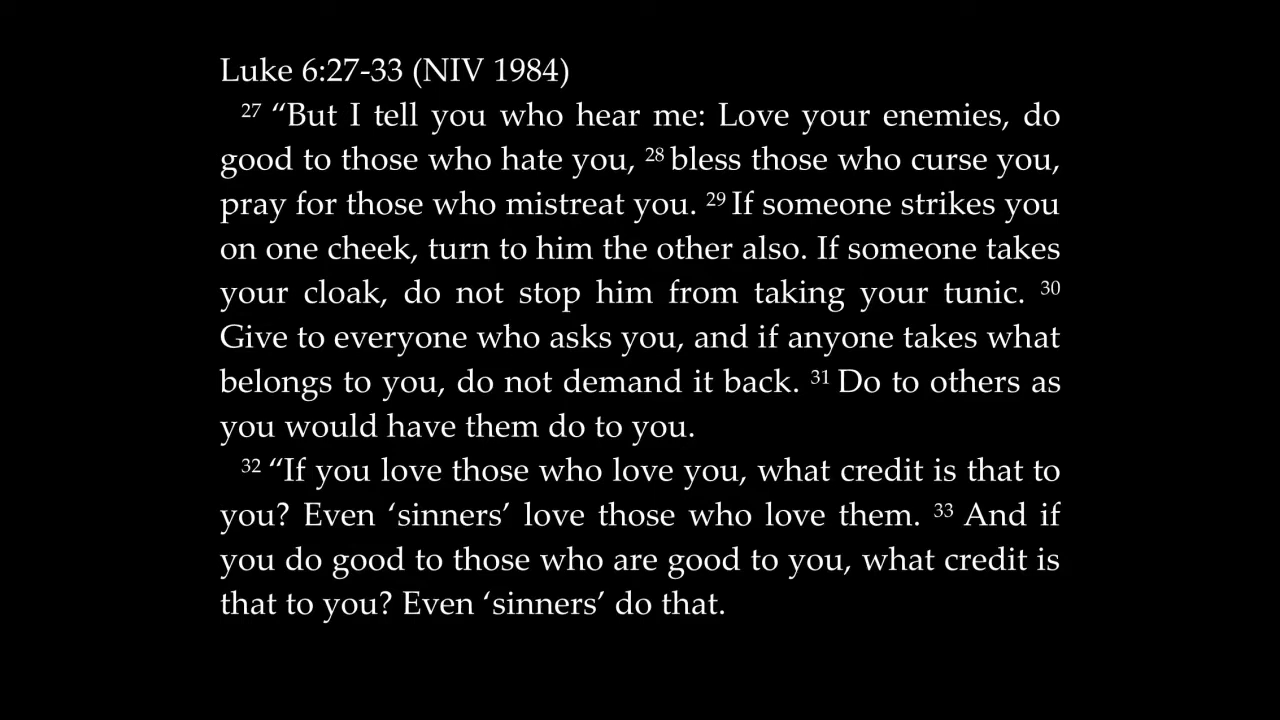 Luke 6:27-33 (NIV 1984)
27 “But I tell you who hear me: Love your enemies, do
good to those who hate you, 28 bless those who curse you,
pray for those who mistreat you. 29 If someone strikes you
on one cheek, turn to him the other also. If someone takes
your cloak, do not stop him from taking your tunic. 30
Give to everyone who asks you, and if anyone takes what
belongs to you, do not demand it back. 31 Do to others as
you would have them do to you.
32 “If you love those who love you, what credit is that to
you? Even ‘sinners’ love those who love them. 33 And if
you do good to those who are good to you, what credit is
that to you? Even ‘sinners’ do that.